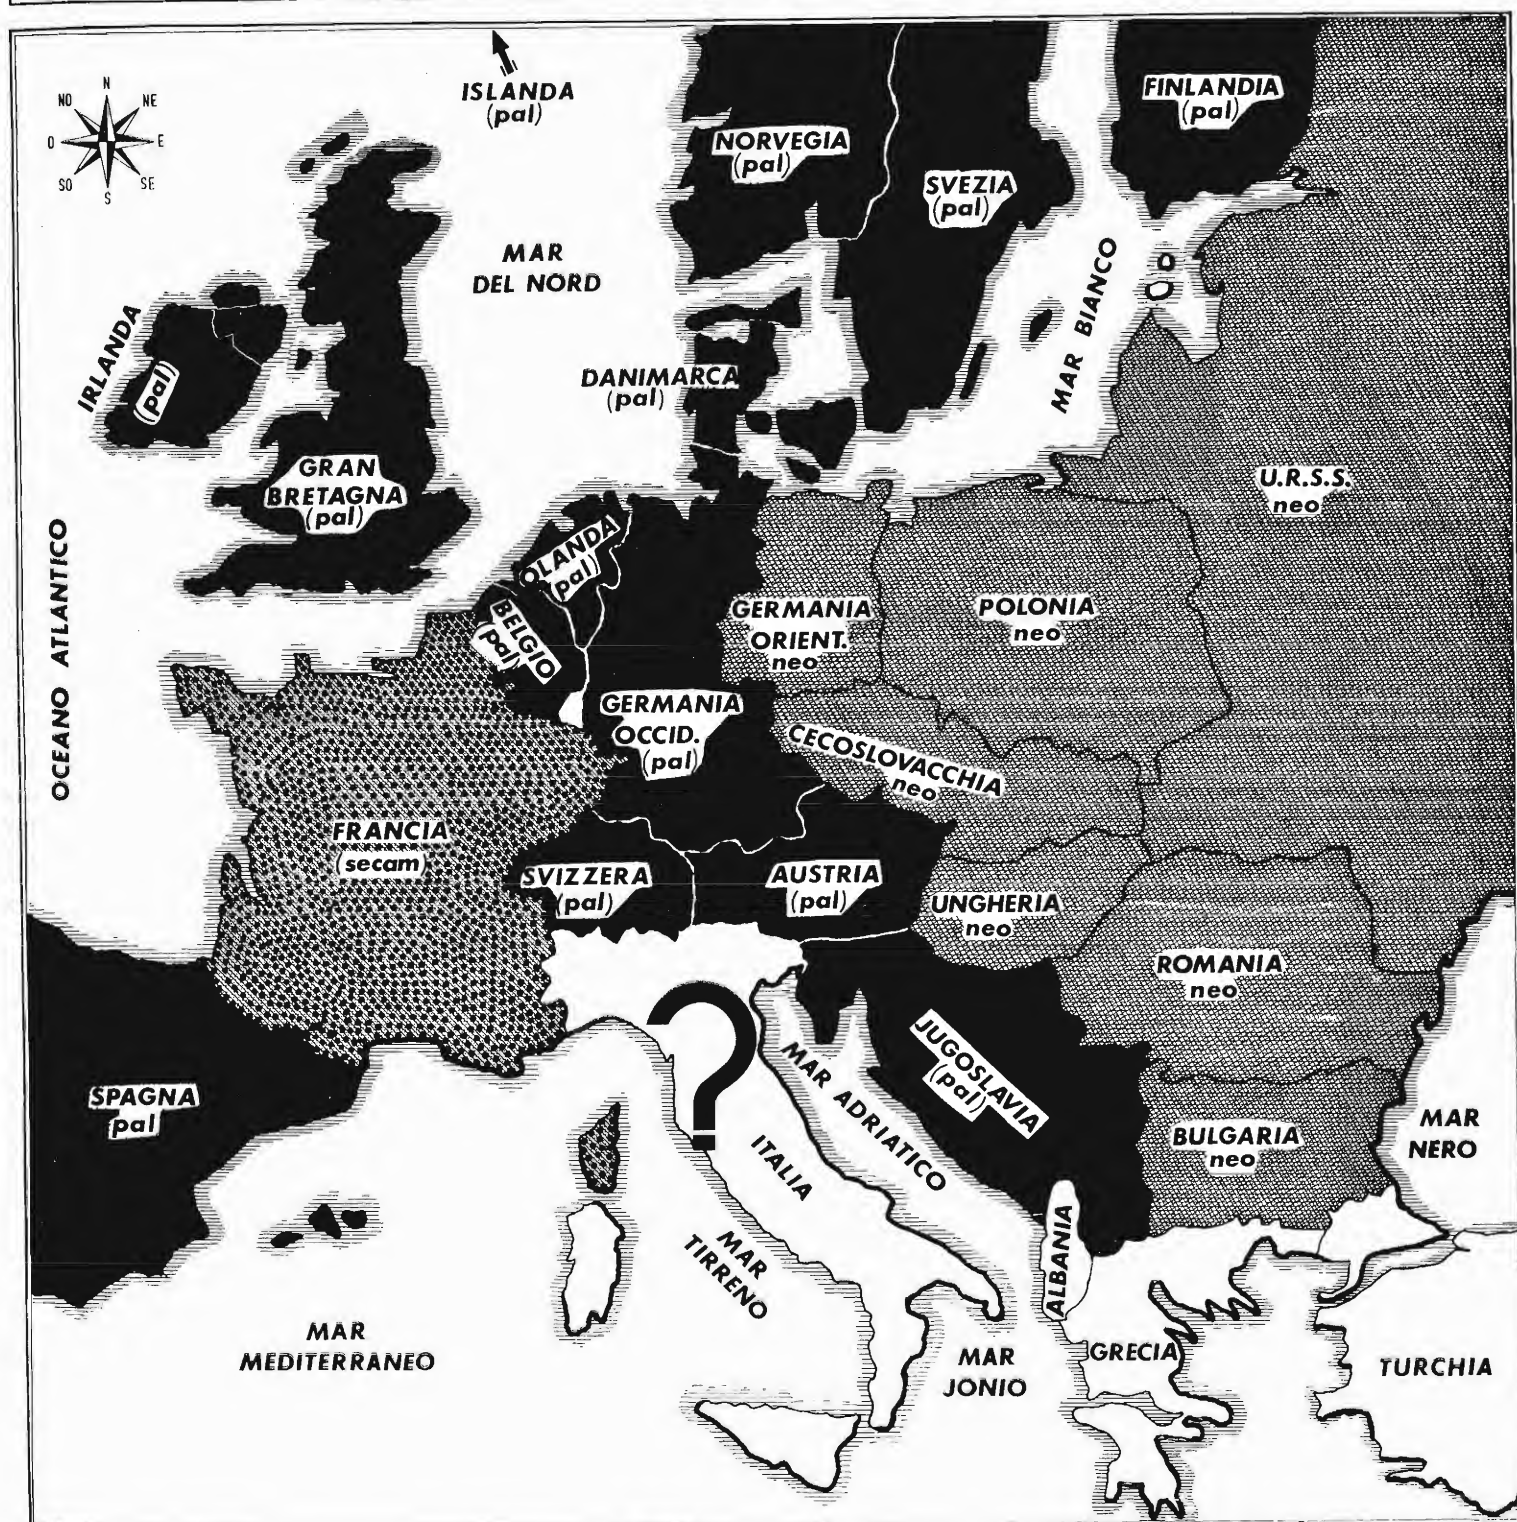 N
NO
NE
O
E
SO
SE
S
ISLANDA
(pal)
NORVEGIA
(pal)
SVEZIA
(pal)
FINLANDIA
(pal)
MAR
DEL NORD
MAR BIANCO
IRLANDA
(pal)
DANIMARCA
(pal)
GRAN
BRETAGNA
(pal)
U.R.S.S.
neo
OCEANO ATLANTICO
OLANDA
pal)
BELGIO
(pal)
GERMANIA
ORIENT.
neo
POLONIA
neo
GERMANIA
OCCID.
(pal)
CECOSLOVACCHIA
neo
FRANCIA
(secam)
SVIZZERA
(pal)
AUSTRIA
(pal)
UNGHERIA
neo
ROMANIA
neo
?
JUGOSLAVIA
(pal)
SPAGNA
pal
MAR ADRIATICO
ITALIA
BULGARIA
neo
MAR
NERO
MAR
TIRRENO
ALBANIA
MAR
MEDITERRANEO
MAR
JONIO
GRECIA
TURCHIA